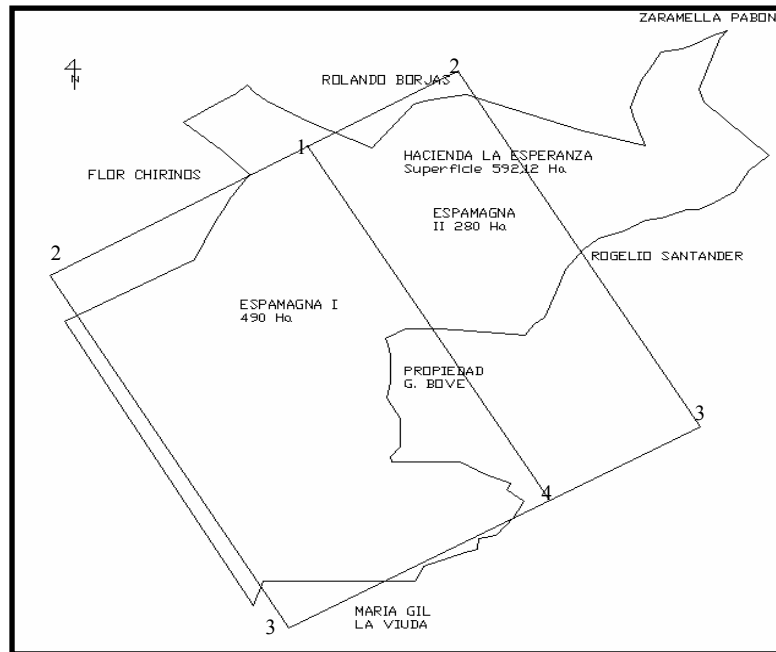 ZARAMELLA PABON
N
ROLANDO BORJAS
2
1
HACIENDA LA ESPERANZA
Superficie 592,12 Ha
FLOR CHIRINOS
ESPAMAGNA
II 280 Ha
2
ROGELIO SANTANDER
ESPAMAGNA I
490 Ha
PROPIEDAD
G. BOVE
3
4
MARIA GIL
LA VIUDA
3